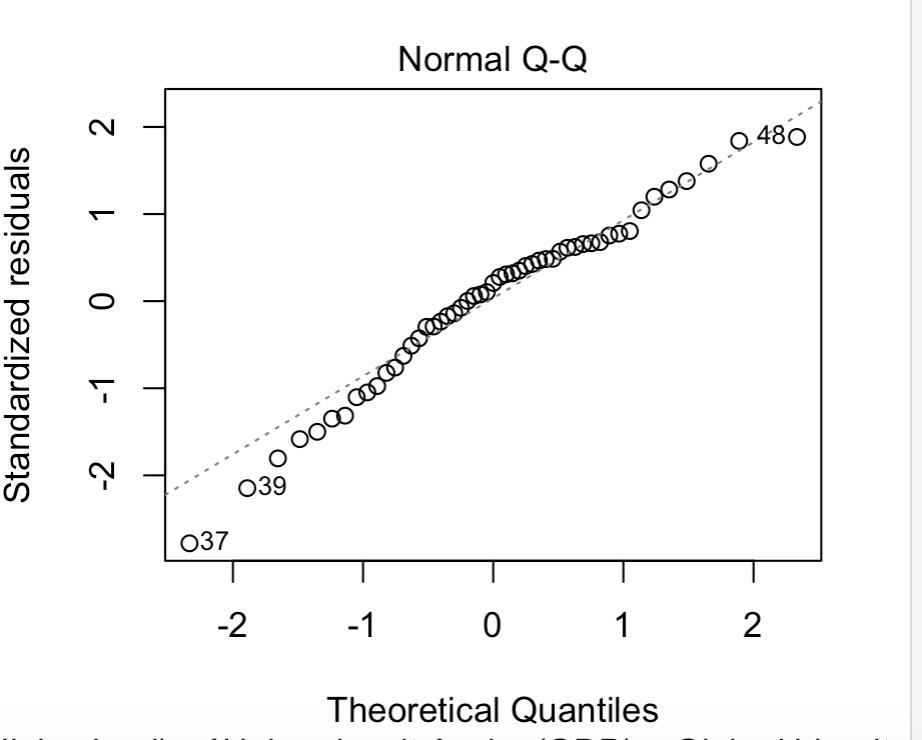 Normal Q-Q
Standardized residuals
2
1
0
-1
-2
48
39
37
-2 -1 0 1 2
Theoretical Quantiles